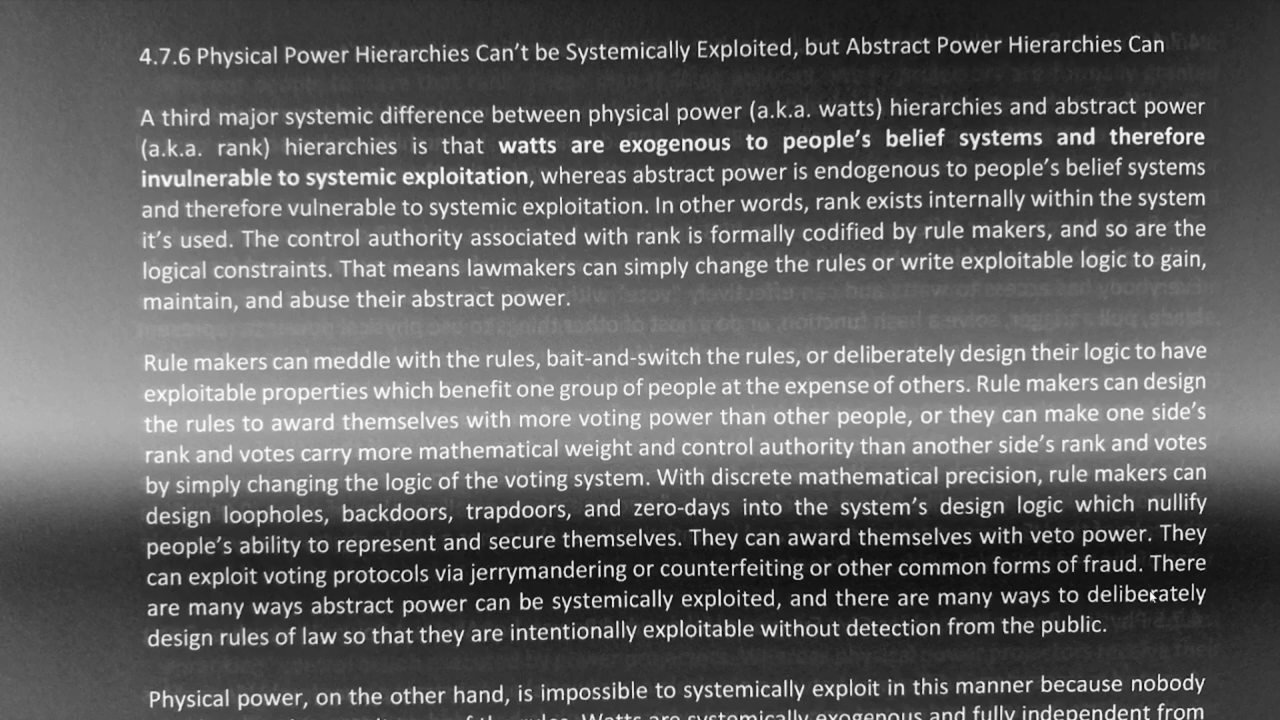 4.7.6 Physical Power Hierarchies Can't be Systemically Exploited, but Abstract Power Hierarchies Can
A third major systemic difference between physical power (a.k.a. watts) hierarchies and abstract power
(a.k.a. rank) hierarchies is that watts are exogenous to people's belief systems and therefore
invulnerable to systemic exploitation, whereas abstract power is endogenous to people's belief systems
and therefore vulnerable to systemic exploitation. In other words, rank exists internally within the system
it's used. The control authority associated with rank is formally codified by rule makers, and so are the
logical constraints. That means lawmakers can simply change the rules or write exploitable logic to gain,
maintain, and abuse their abstract power.
Rule makers can meddle with the rules, bait-and-switch the rules, or deliberately design their logic to have
exploitable properties which benefit one group of people at the expense of others. Rule makers can design
the rules to award themselves with more voting power than other people, or they can make one side's
rank and votes carry more mathematical weight and control authority than another side's rank and votes
by simply changing the logic of the voting system. With discrete mathematical precision, rule makers can
design loopholes, backdoors, trapdoors, and zero-days into the system's design logic which nullify
people's ability to represent and secure themselves. They can award themselves with veto power. They
can exploit voting protocols via jerrymandering or counterfeiting or other common forms of fraud. There
are many ways abstract power can be systemically exploited, and there are many ways to deliberately
design rules of law so that they are intentionally exploitable without detection from the public.
Physical power, on the other hand, is impossible to systemically exploit in this manner because nobody
of the rules. Watts are systemically exogenous and fully independent from